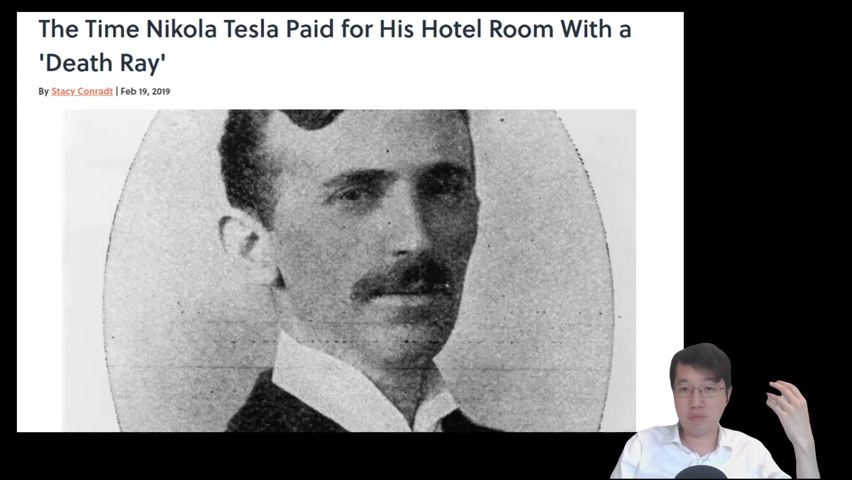 The Time Nikola Tesla Paid for His Hotel Room With a
'Death Ray'
By Stacy Conradt | Feb 19, 2019